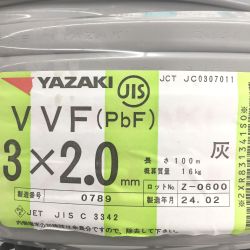 YAZAKI JIS JCT JC0307011
VVF(PbF)
3×2.0mm 灰
長さ 100m
概算質量 16kg
製造番号 0789 ロットNo. Z-0600
製造年月 24.02
JET JIS C 3342